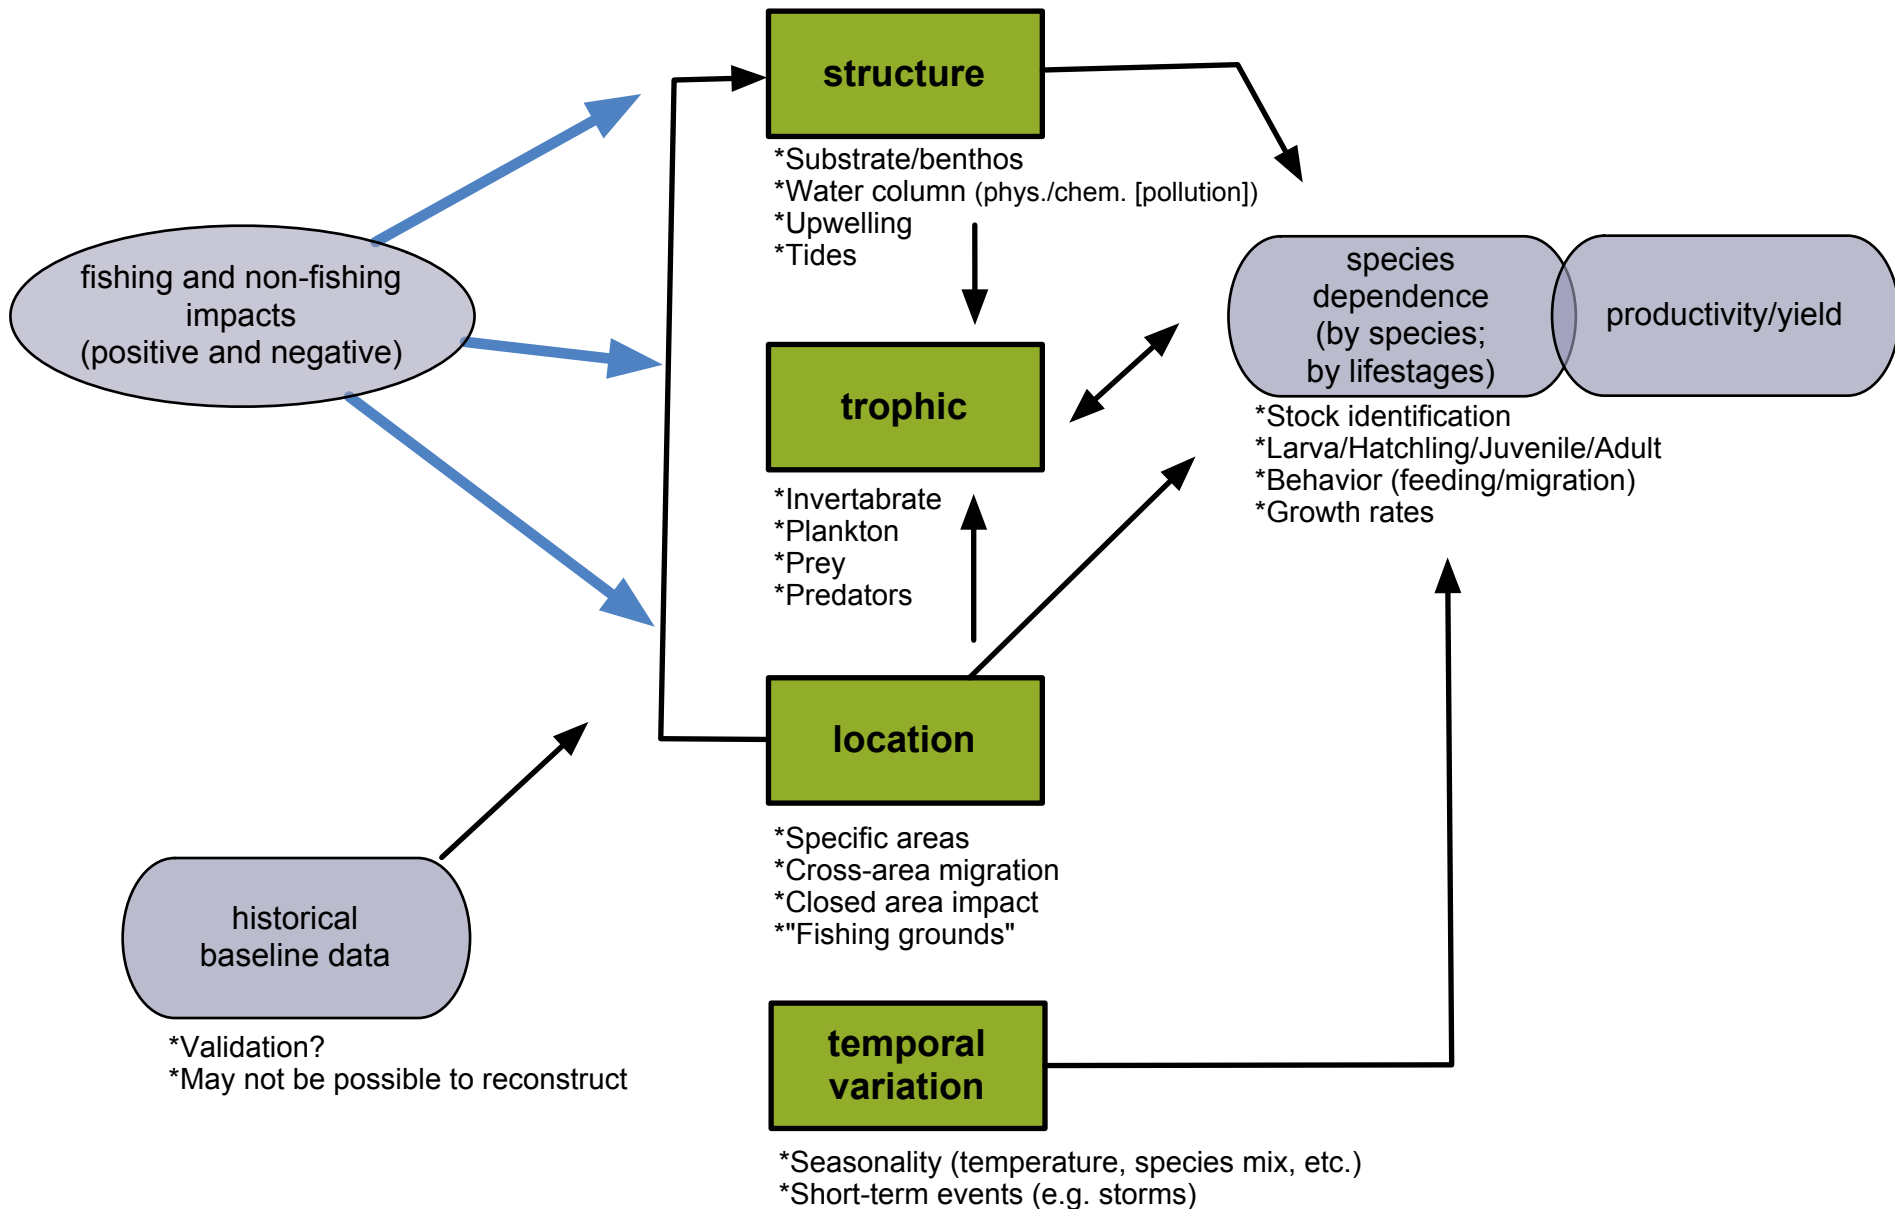 structure
*Substrate/benthos
*Water column (phys./chem. [pollution])
*Upwelling
*Tides
fishing and non-fishing
impacts
(positive and negative)
species
dependence
(by species;
by lifestages)
productivity/yield
*Stock identification
*Larva/Hatchling/Juvenile/Adult
*Behavior (feeding/migration)
*Growth rates
trophic
*Invertabrate
*Plankton
*Prey
*Predators
location
*Specific areas
*Cross-area migration
*Closed area impact
*"Fishing grounds"
historical
baseline data
*Validation?
*May not be possible to reconstruct
temporal
variation
*Seasonality (temperature, species mix, etc.)
*Short-term events (e.g. storms)